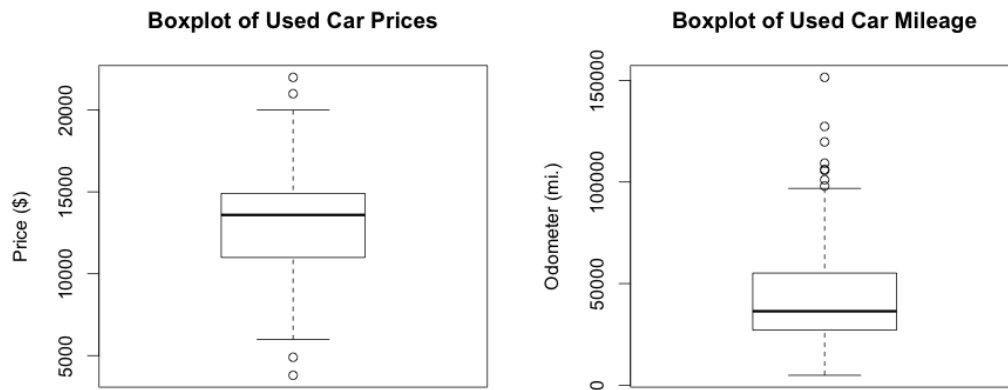 Boxplot of Used Car Prices
Price ($)
20000
15000
10000
5000
Boxplot of Used Car Mileage
Odometer (mi.)
150000
100000
50000
0